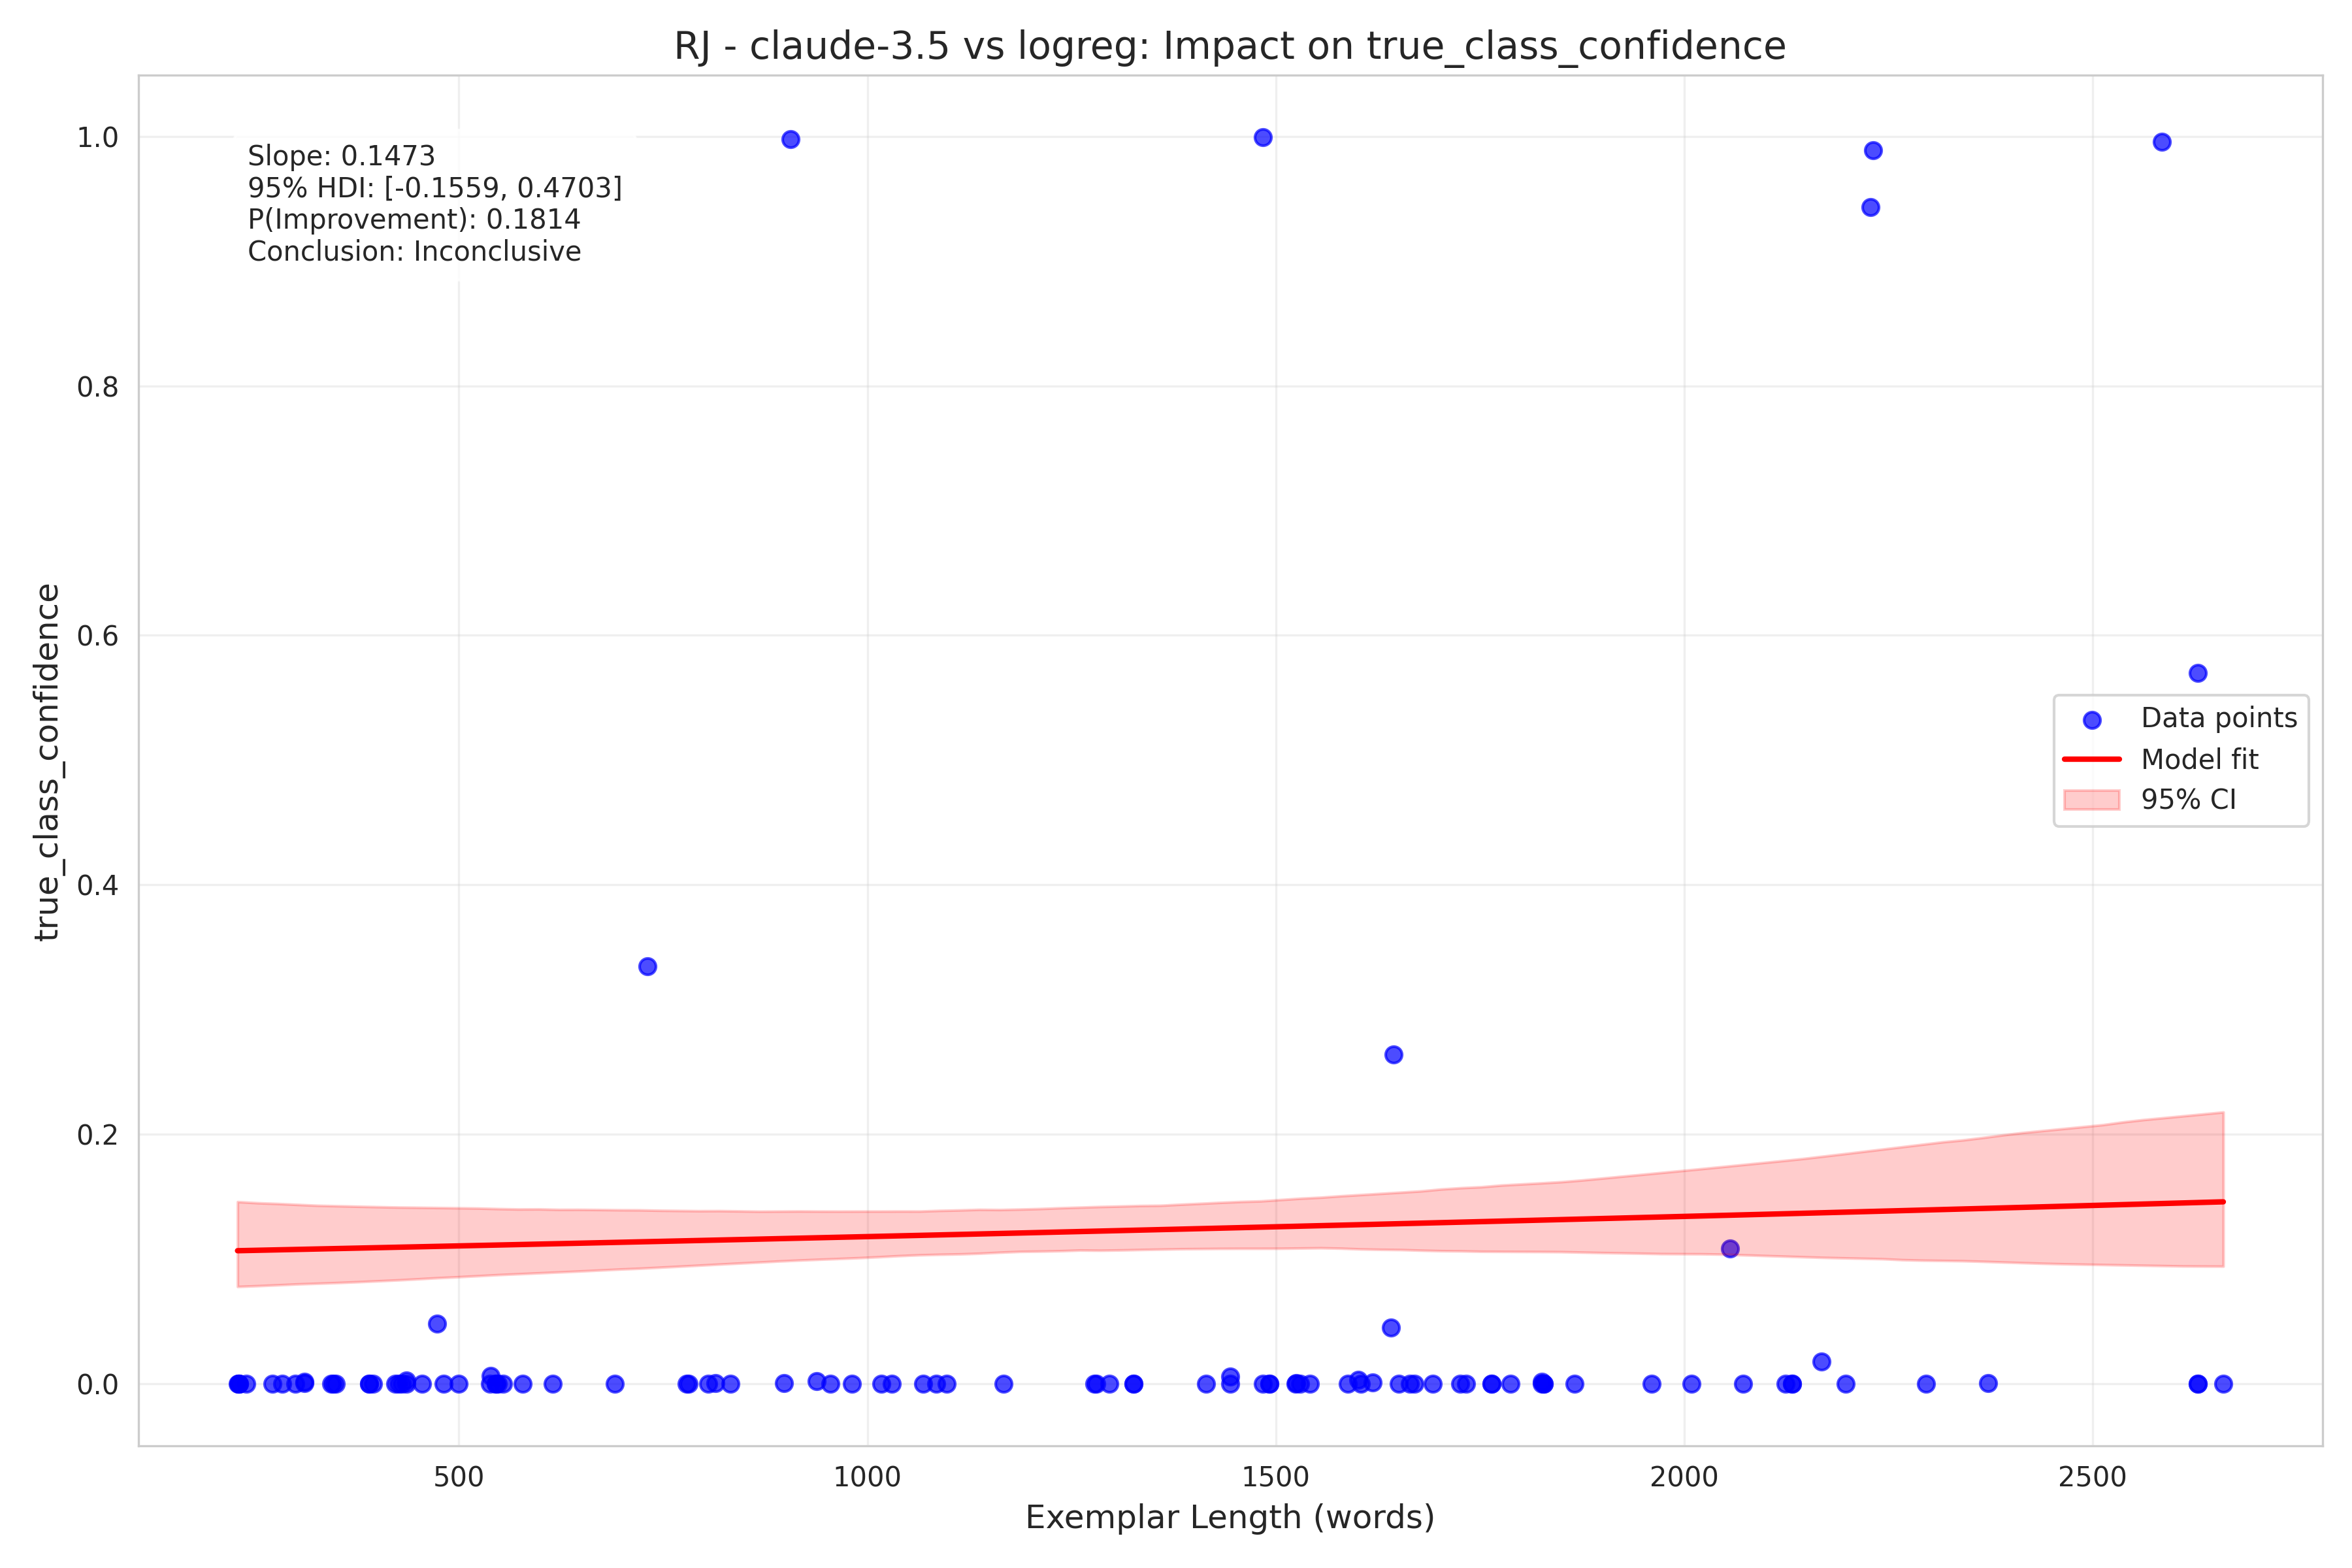 RJ - claude-3.5 vs logreg: Impact on true_class_confidence
Slope: 0.1473
95% HDI: [-0.1559, 0.4703]
P(Improvement): 0.1814
Conclusion: Inconclusive
true_class_confidence
1.0
0.8
0.6
0.4
0.2
0.0
Data points
Model fit
95% CI
500
1000
1500
2000
2500
Exemplar Length (words)